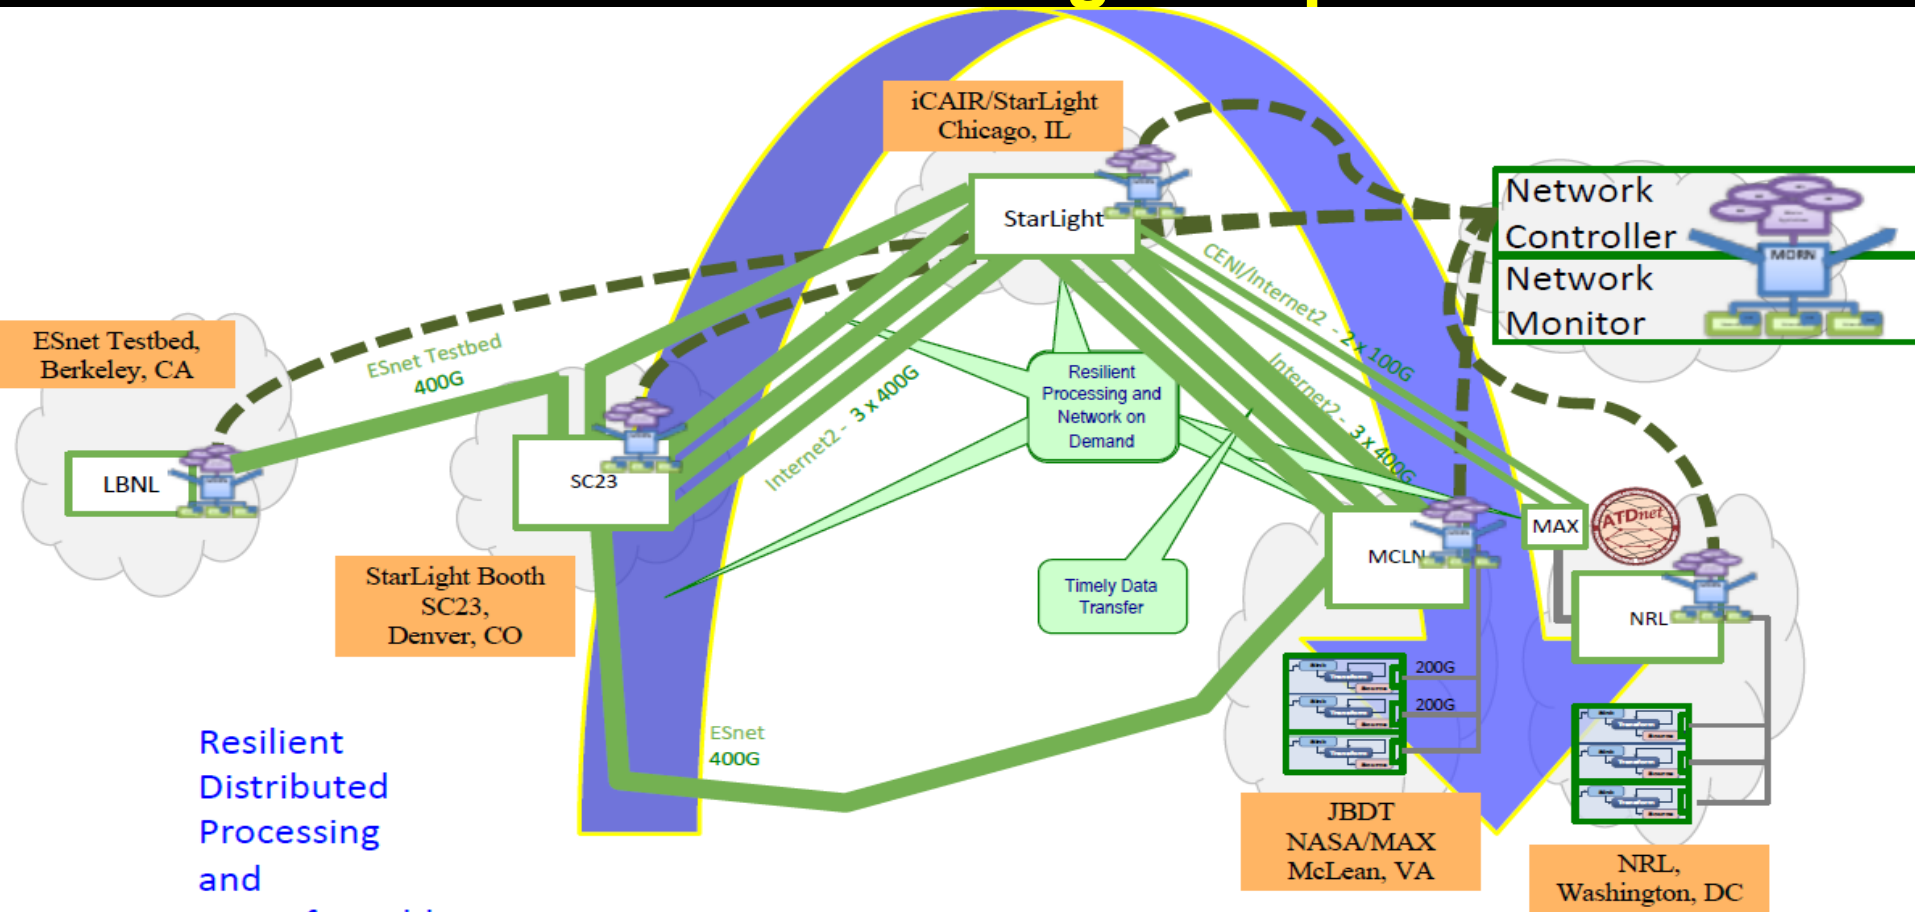 iCAIR/StarLight
Chicago, IL
StarLight
Network
Controller
Network
Monitor
MORN
CENI/Internet2 - 2 x 100G
ESnet Testbed,
Berkeley, CA
ESnet Testbed
400G
Internet2 - 3 x 400G
Internet2 - 3 x 400G
Resilient
Processing and
Network on
Demand
LBNL
SC23
MAX
ATDnet
MCLN
StarLight Booth
SC23,
Denver, CO
Timely Data
Transfer
NRL
200G
200G
ESnet
400G
Resilient
Distributed
Processing
and
JBDT
NASA/MAX
McLean, VA
NRL,
Washington, DC